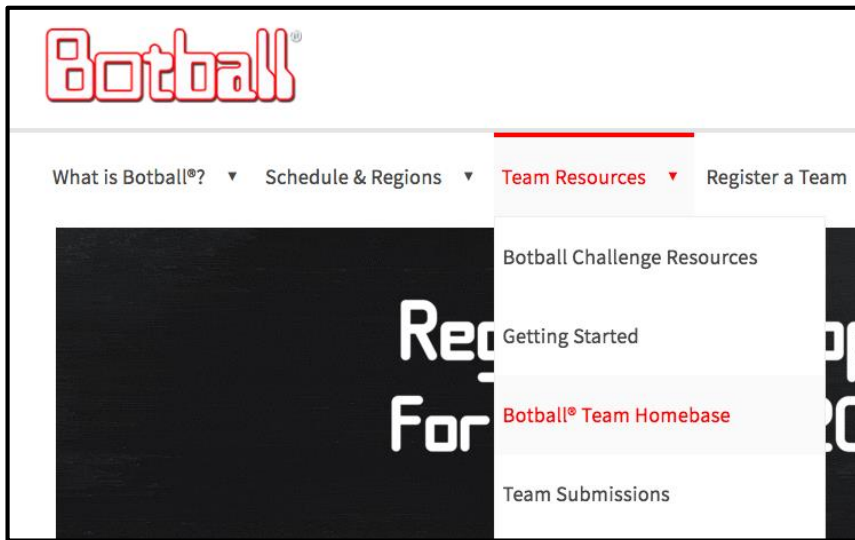 Botball®
What is Botball®? ▼ Schedule & Regions ▼ Team Resources ▼ Register a Team
Botball Challenge Resources
Getting Started
Botball® Team Homebase
For
Team Submissions